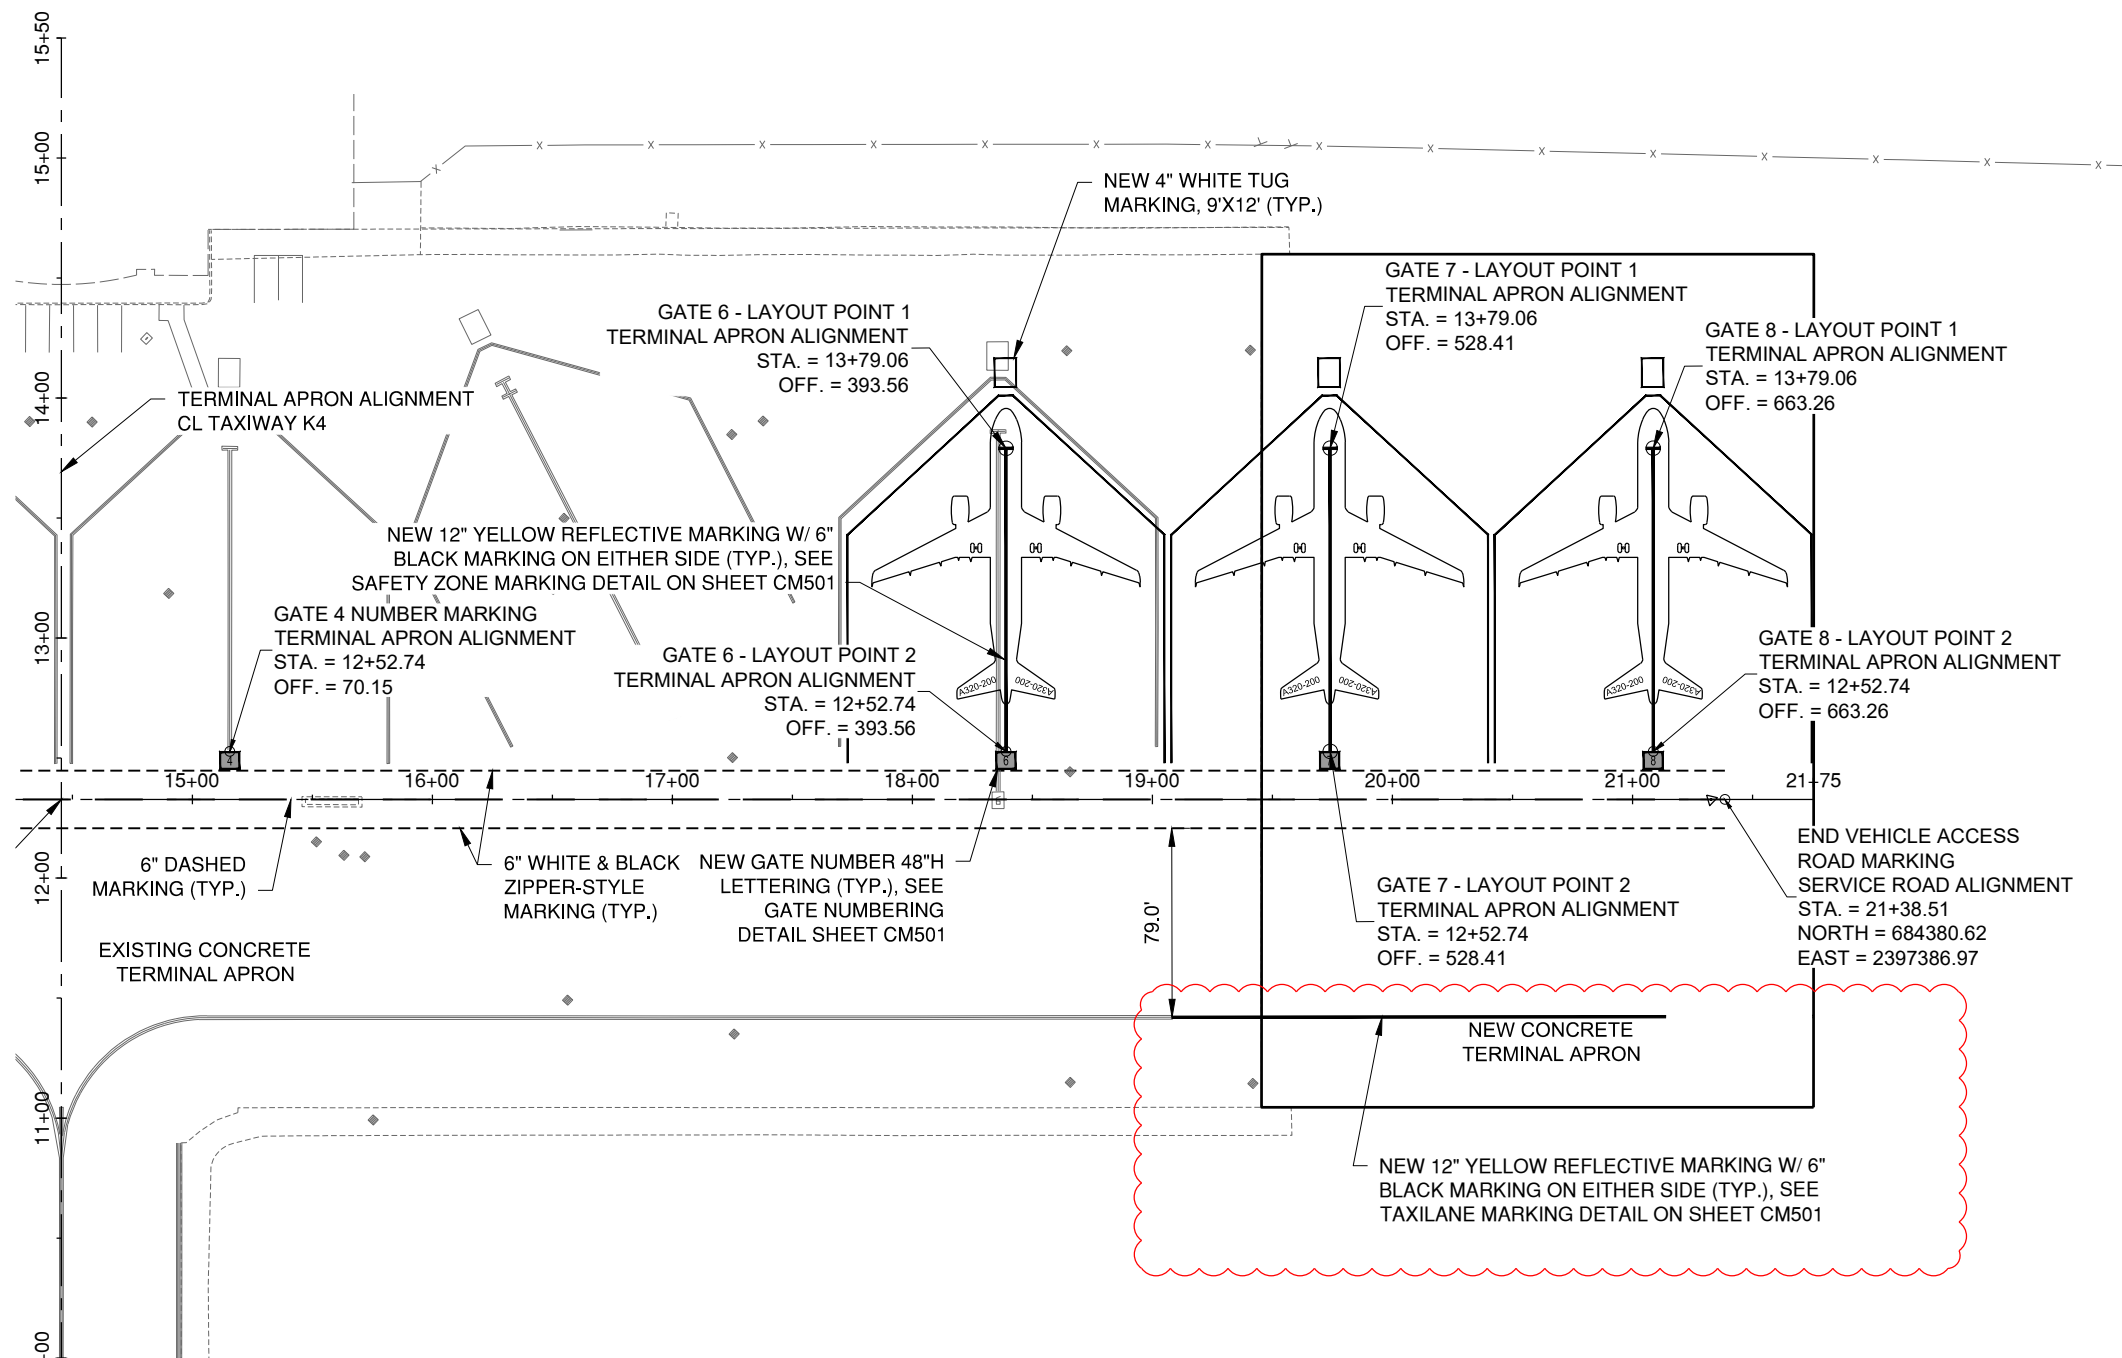 15+50
15+00
14+00
13+00
12+00
11+00
-00
NEW 4" WHITE TUG
MARKING, 9'X12' (TYP.)
GATE 7 - LAYOUT POINT 1
TERMINAL APRON ALIGNMENT
STA. = 13+79.06
OFF. = 528.41
GATE 6 - LAYOUT POINT 1
TERMINAL APRON ALIGNMENT
STA. = 13+79.06
OFF. = 393.56
GATE 8 - LAYOUT POINT 1
TERMINAL APRON ALIGNMENT
STA. = 13+79.06
OFF. = 663.26
TERMINAL APRON ALIGNMENT
CL TAXIWAY K4
NEW 12" YELLOW REFLECTIVE MARKING W/ 6"
BLACK MARKING ON EITHER SIDE (TYP.), SEE
SAFETY ZONE MARKING DETAIL ON SHEET CM501
GATE 4 NUMBER MARKING
TERMINAL APRON ALIGNMENT
STA. = 12+52.74
OFF. = 70.15
GATE 6 - LAYOUT POINT 2
TERMINAL APRON ALIGNMENT
STA. = 12+52.74
OFF. = 393.56
GATE 8 - LAYOUT POINT 2
TERMINAL APRON ALIGNMENT
STA. = 12+52.74
OFF. = 663.26
A320-200
A320-200
A320-200
A320-200
A320-200
A320-200
4
6
8
15+00
16+00
17+00
18+00
19+00
20+00
21+00
21+75
6" DASHED
MARKING (TYP.)
6" WHITE & BLACK
ZIPPER-STYLE
MARKING (TYP.)
NEW GATE NUMBER 48"H
LETTERING (TYP.), SEE
GATE NUMBERING
DETAIL SHEET CM501
79.0'
GATE 7 - LAYOUT POINT 2
TERMINAL APRON ALIGNMENT
STA. = 12+52.74
OFF. = 528.41
END VEHICLE ACCESS
ROAD MARKING
SERVICE ROAD ALIGNMENT
STA. = 21+38.51
NORTH = 684380.62
EAST = 2397386.97
EXISTING CONCRETE
TERMINAL APRON
NEW CONCRETE
TERMINAL APRON
NEW 12" YELLOW REFLECTIVE MARKING W/ 6"
BLACK MARKING ON EITHER SIDE (TYP.), SEE
TAXILANE MARKING DETAIL ON SHEET CM501